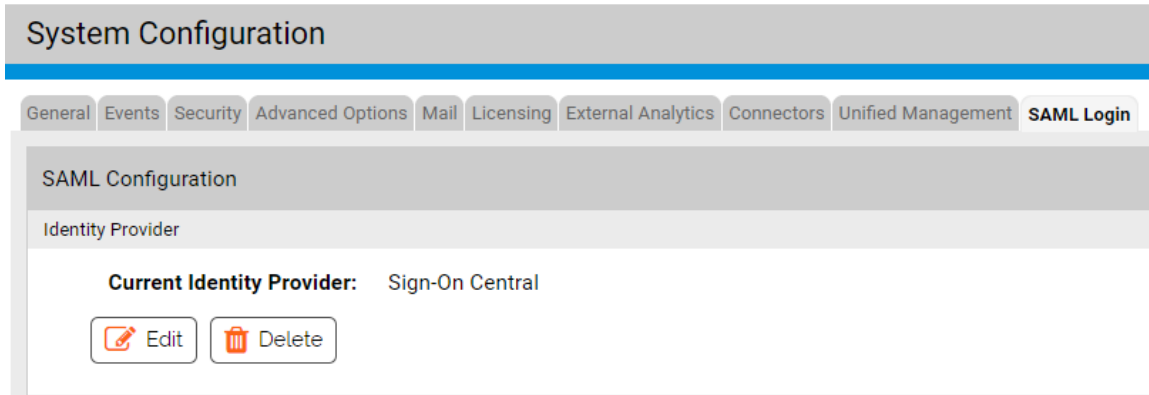 System Configuration
General Events Security Advanced Options Mail Licensing External Analytics Connectors Unified Management SAML Login
SAML Configuration
Identity Provider
Current Identity Provider: Sign-On Central
Edit Delete